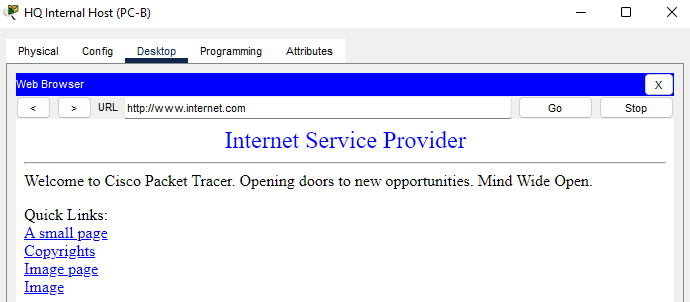 HQ Internal Host (PC-B)
Physical Config Desktop Programming Attributes
Web Browser X
< > URL http://www.internet.com Go Stop
Internet Service Provider
Welcome to Cisco Packet Tracer. Opening doors to new opportunities. Mind Wide Open.
Quick Links:
A small page
Copyrights
Image page
Image